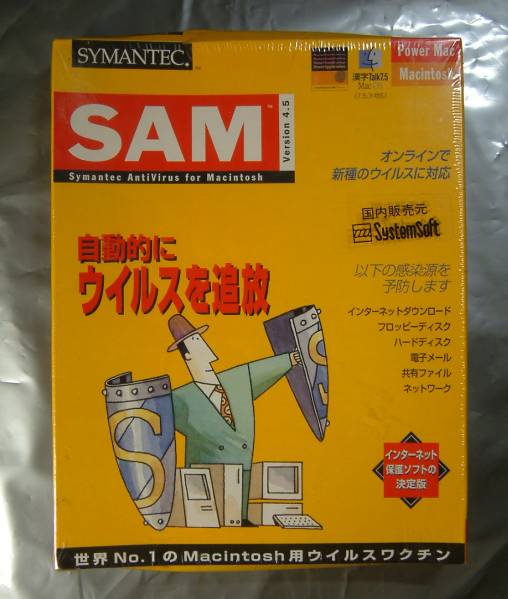 SYMANTEC.
漢字Talk7.5
Mac OS
Power Mac
Macintosh
SAM™
Version 4.5
Symantec AntiVirus for Macintosh
オンラインで
新種のウイルスに対応
国内販売元
SystemSoft
自動的に
ウイルスを追放
以下の感染源を
予防します
インターネットダウンロード
フロッピーディスク
ハードディスク
電子メール
共有ファイル
ネットワーク
S
インターネット
保護ソフトの
決定版
世界No.1のMacintosh用ウイルスワクチン